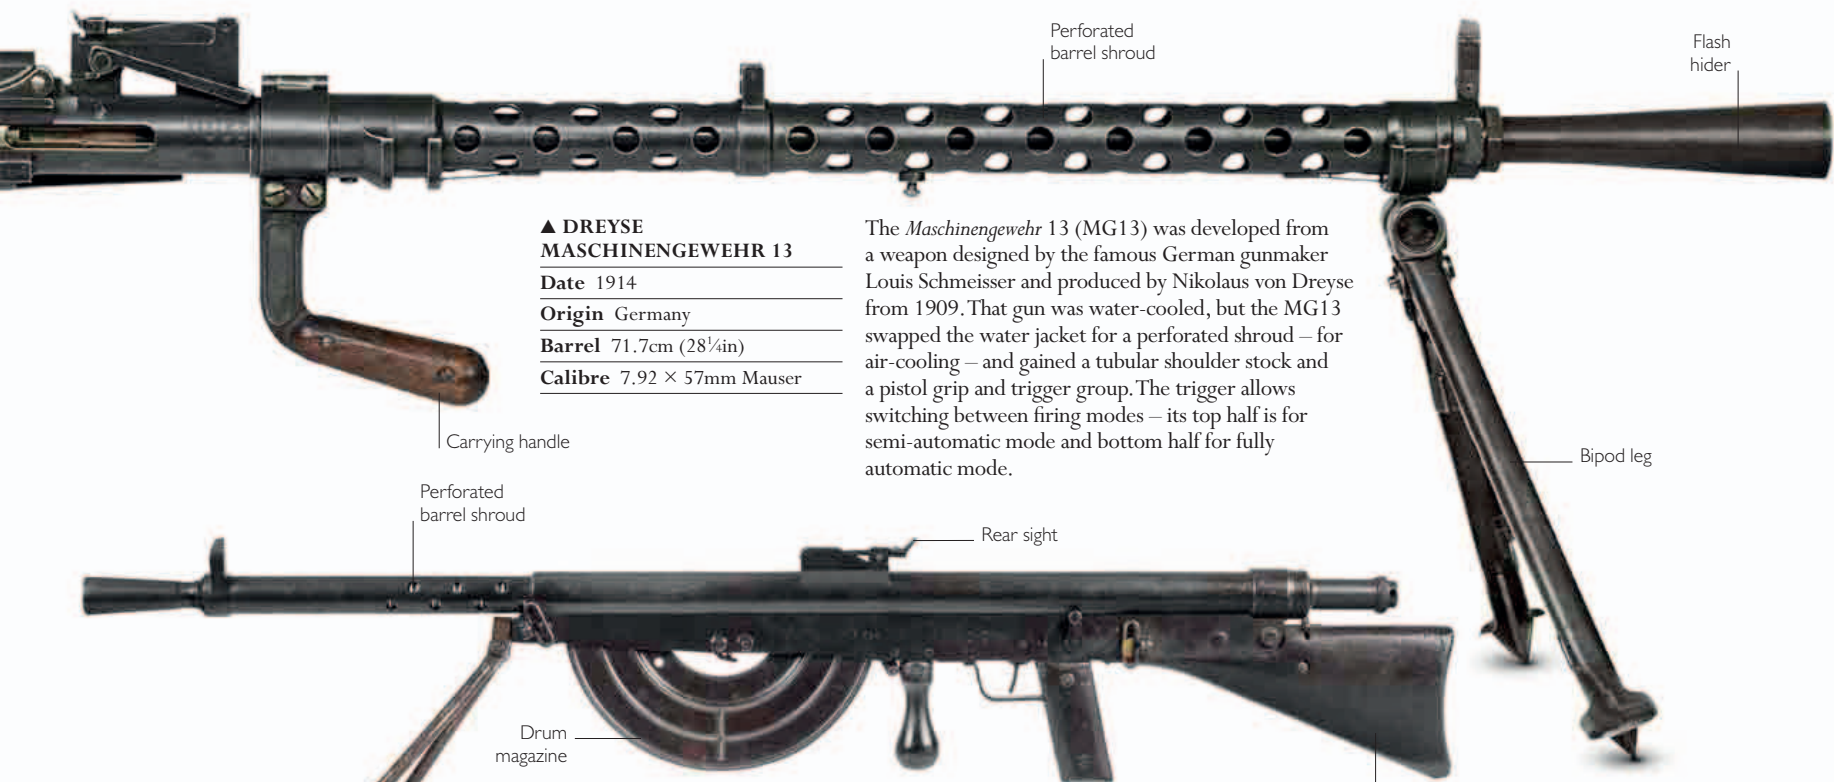 Perforated
barrel shroud
Flash
hider
▲ DREYSE
MASCHINENGEWEHR 13
Date 1914
Origin Germany
Barrel 71.7cm (28¼in)
Calibre 7.92 × 57mm Mauser
The Maschinengewehr 13 (MG13) was developed from
a weapon designed by the famous German gunmaker
Louis Schmeisser and produced by Nikolaus von Dreyse
from 1909. That gun was water-cooled, but the MG13
swapped the water jacket for a perforated shroud – for
air-cooling – and gained a tubular shoulder stock and
a pistol grip and trigger group. The trigger allows
switching between firing modes – its top half is for
semi-automatic mode and bottom half for fully
automatic mode.
Carrying handle
Bipod leg
Perforated
barrel shroud
Rear sight
Drum
magazine